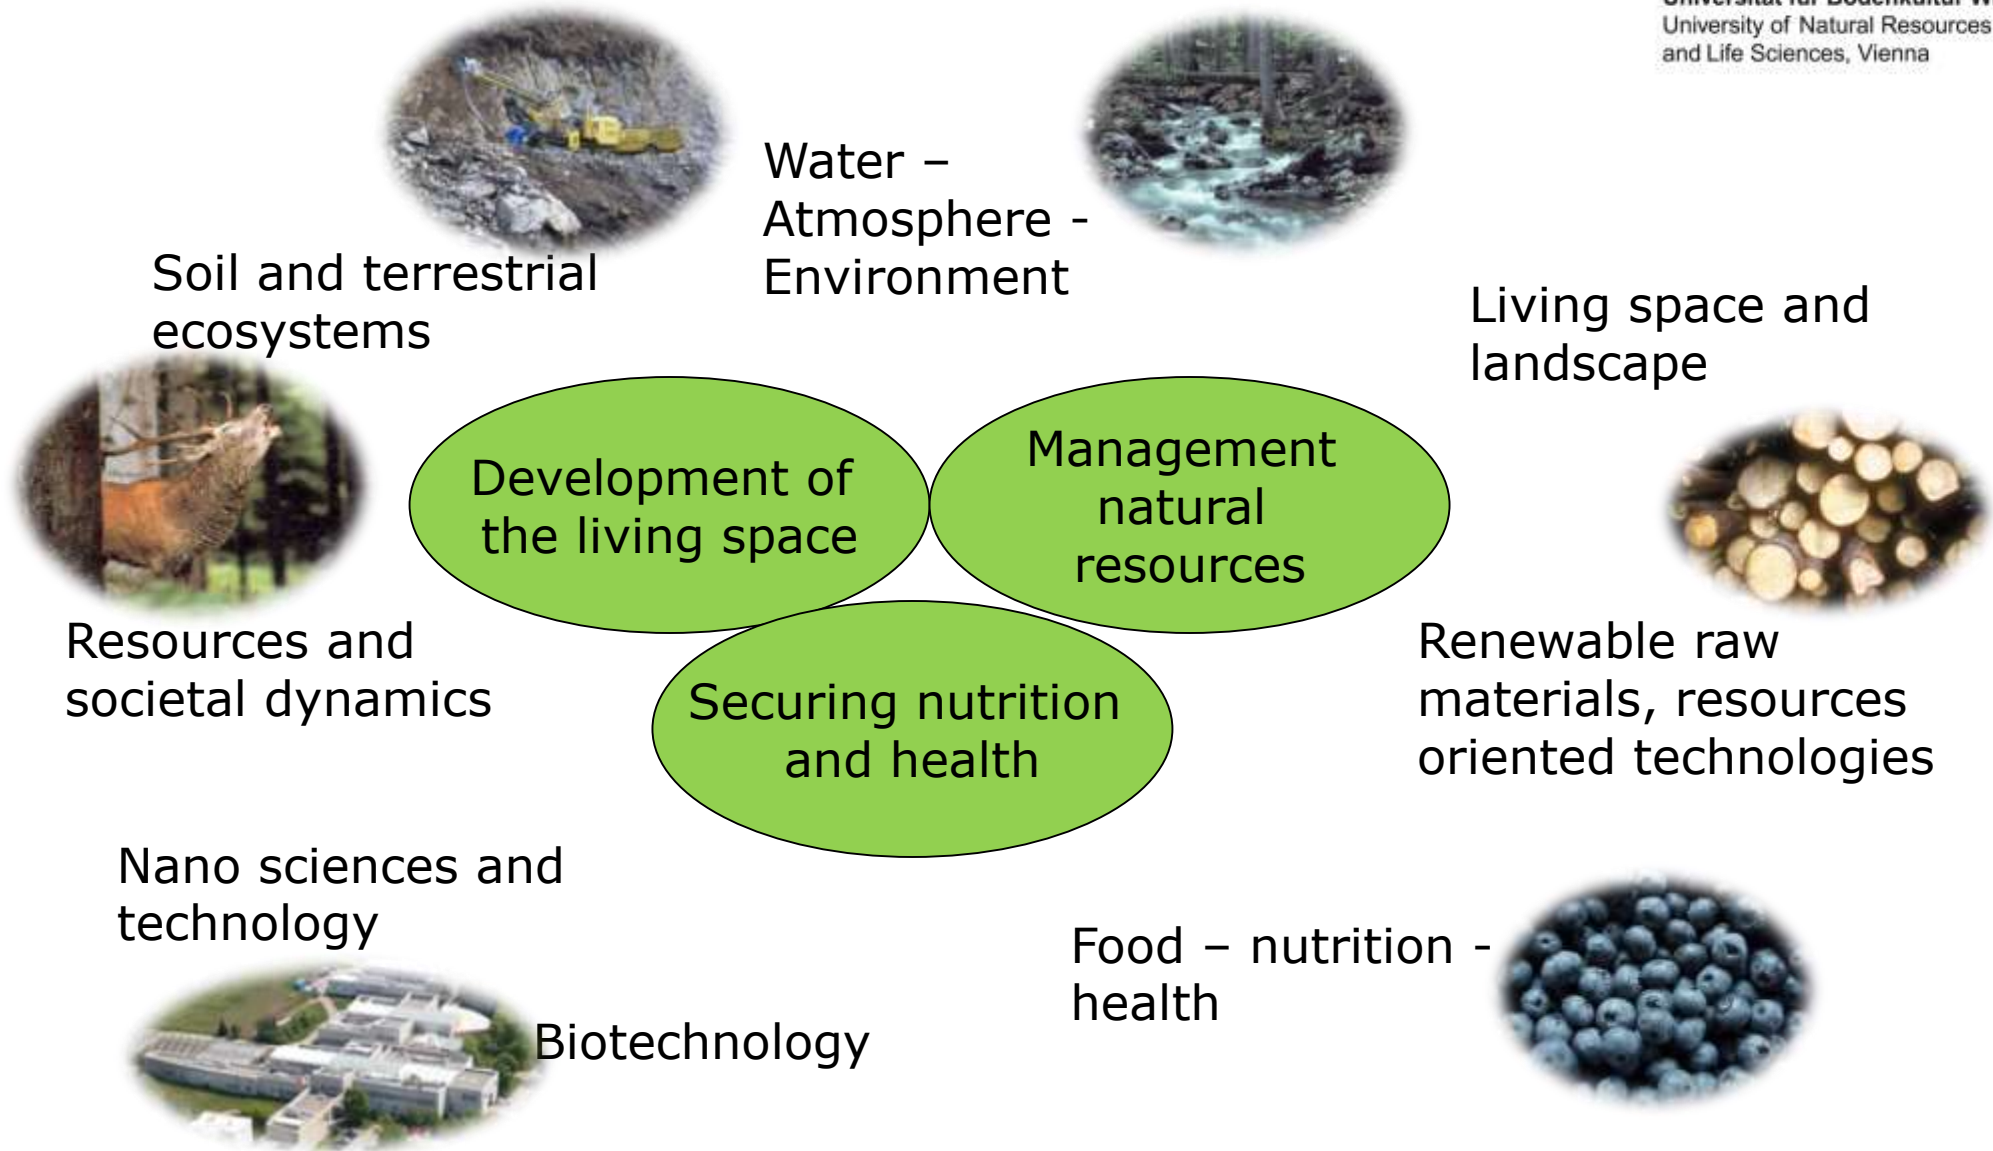 University of Natural Resources
and Life Sciences, Vienna
Water –
Atmosphere -
Environment
Soil and terrestrial
ecosystems
Living space and
landscape
Development of
the living space
Management
natural
resources
Resources and
societal dynamics
Securing nutrition
and health
Renewable raw
materials, resources
oriented technologies
Nano sciences and
technology
Food – nutrition -
health
Biotechnology